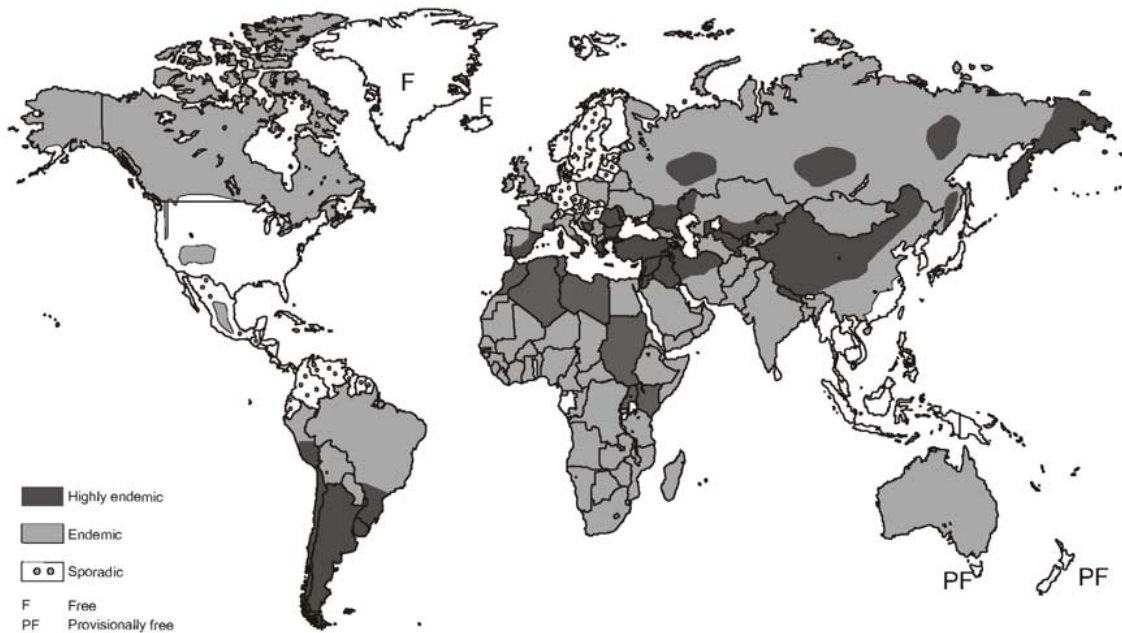 F
F
Highly endemic
Endemic
Sporadic
F Free
PF Provisionally free
PF
PF